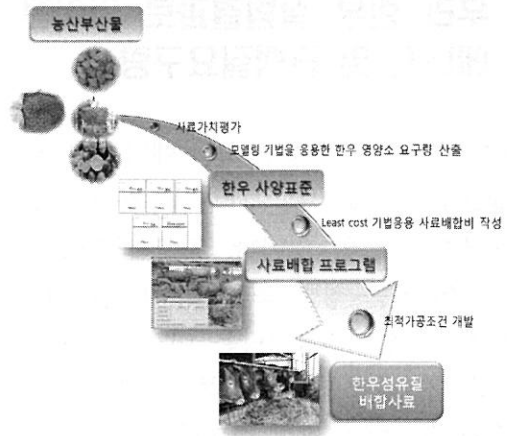 농산부산물
사료가치평가
모델링 기법을 응용한 한우 영양소 요구량 산출
한우 사양표준
Least cost 기법응용 사료배합비 작성
사료배합 프로그램
최적가공조건 개발
한우섬유질
배합사료